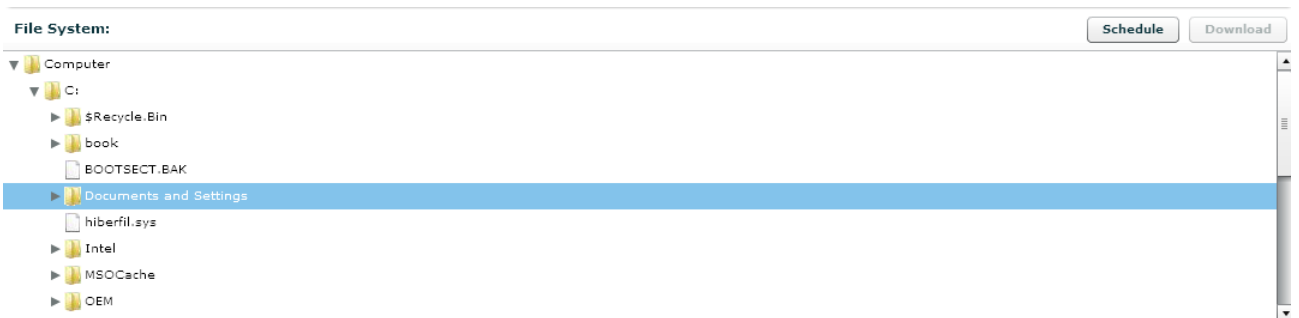 File System:
Schedule
Download
Computer
C:
$Recycle.Bin
book
BOOTSECT.BAK
Documents and Settings
hiberfil.sys
Intel
MSOCache
OEM